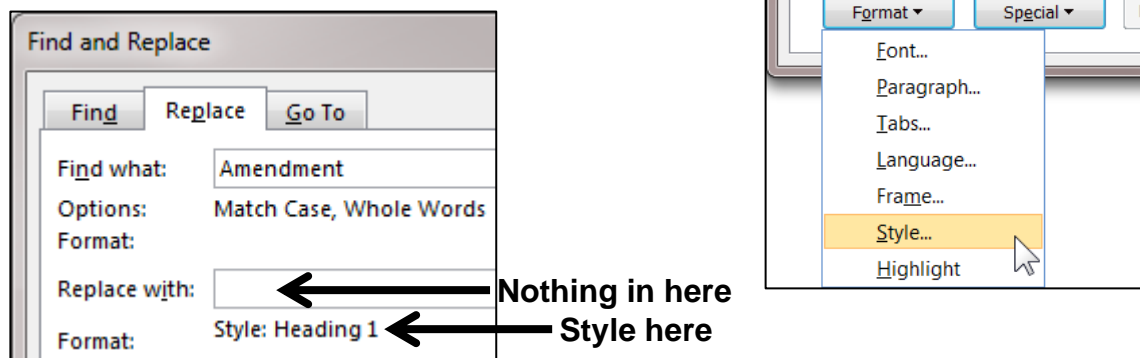 Find and Replace
Find Replace Go To
Find what: Amendment
Options: Match Case, Whole Words
Format:
Replace with:
Format: Style: Heading 1
Nothing in here
Style here
Format Special
Font...
Paragraph...
Tabs...
Language...
Frame...
Style...
Highlight